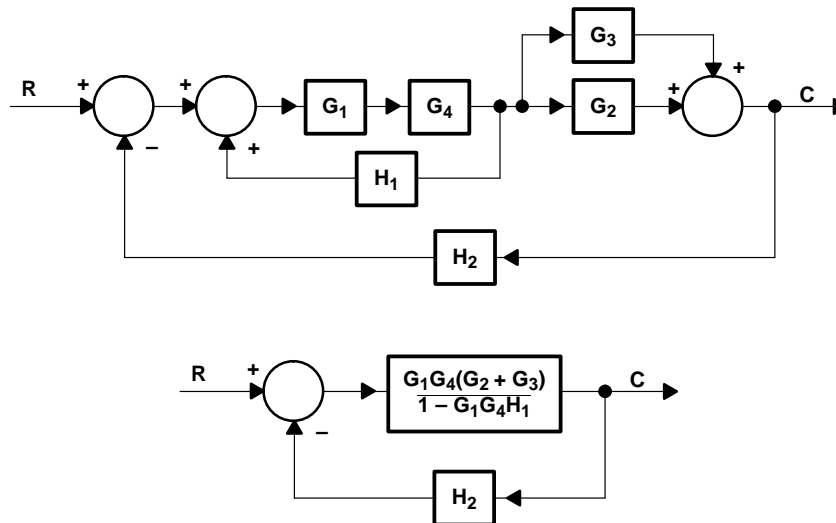 G₃
R + + G₁ G₄ + G₂ + C
− + H₁
H₂
R + G₁G₄(G₂ + G₃) C
1 – G₁G₄H₁
−
H₂